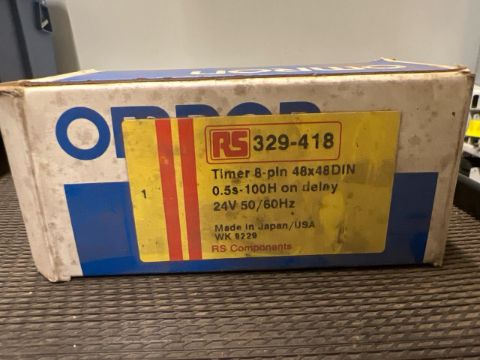 omron
RS 329-418
Timer 8-pin 48x48DIN
0.5s-100H on delay
1
24V 50/60Hz
Made in Japan/USA
WK 9229
RS Components